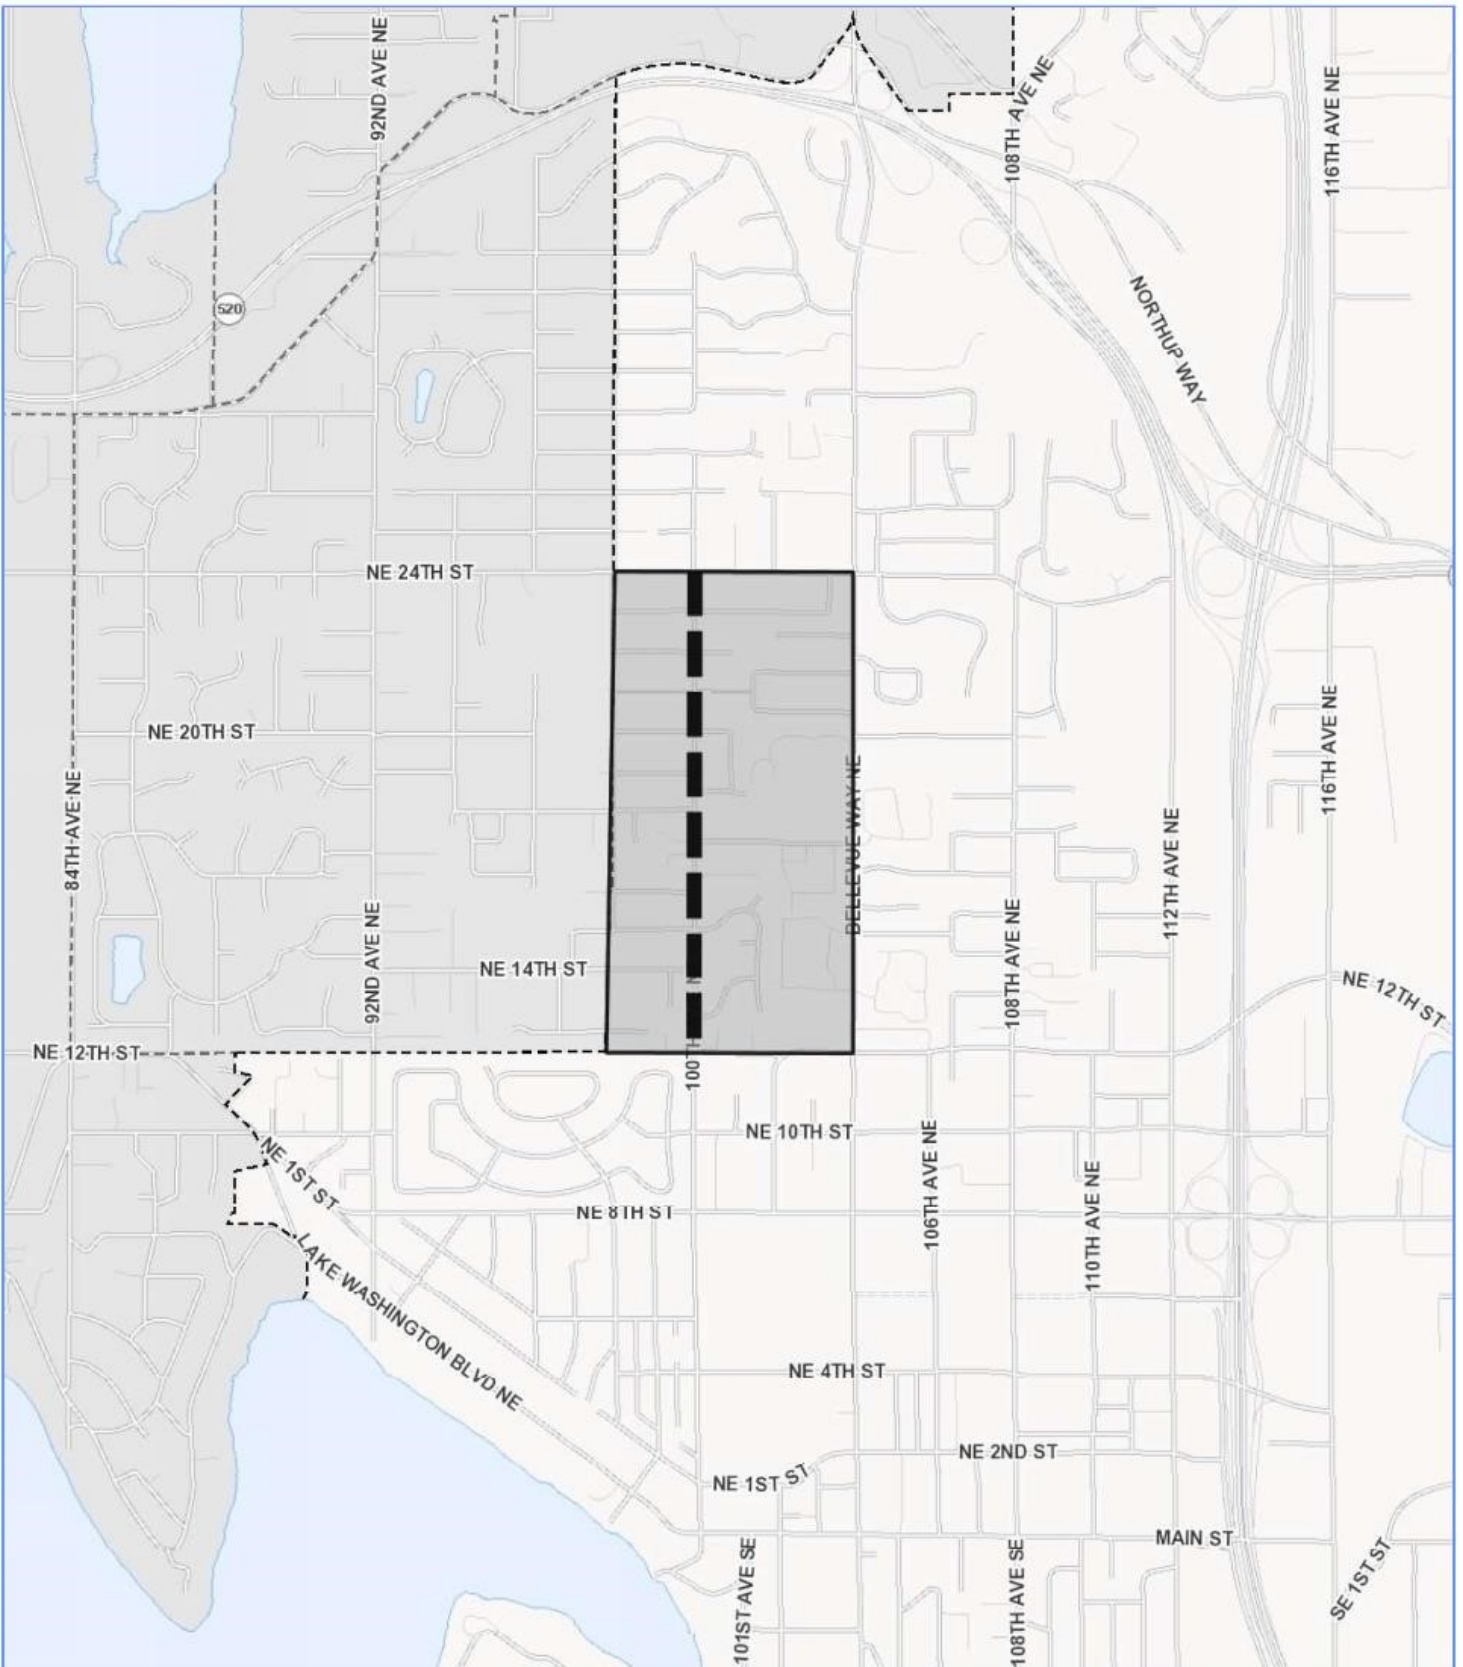 92ND AVE NE
108TH AVE NE
116TH AVE NE
520
NORTHUP WAY
NE 24TH ST
NE 20TH ST
116TH AVE NE
84TH AVE NE
BELLEVUE WAY NE
112TH AVE NE
92ND AVE NE
108TH AVE NE
NE 14TH ST
NE 12TH ST
NE 12TH ST
100TH
NE 10TH ST
NE 1ST ST
106TH AVE NE
110TH AVE NE
NE 8TH ST
LAKE WASHINGTON BLVD NE
NE 4TH ST
NE 2ND ST
NE 1ST ST
MAIN ST
101ST AVE SE
108TH AVE SE
SE 1ST ST